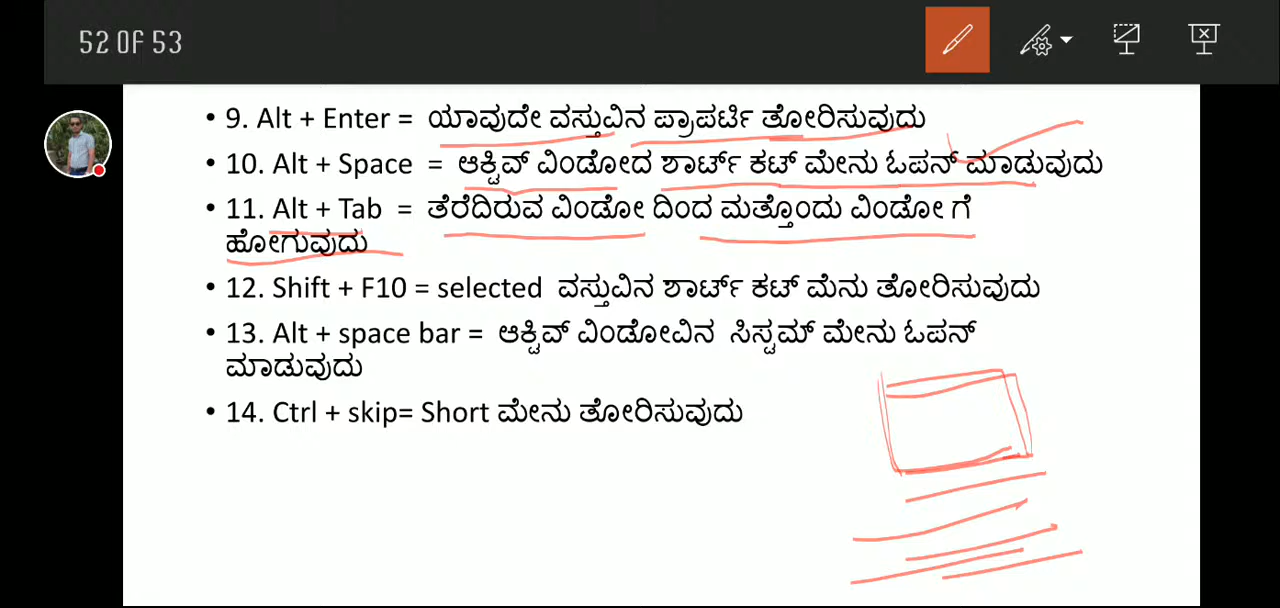 52 0F 53
• 9. Alt + Enter = ಯಾವುದೇ ವಸ್ತುವಿನ ಪ್ರಾಪರ್ಟಿ ತೋರಿಸುವುದು
• 10. Alt + Space = ಆಕ್ಟಿವ್ ವಿಂಡೋದ ಶಾರ್ಟ್ ಕಟ್ ಮೇನು ಓಪನ್ ಮಾಡುವುದು
• 11. Alt + Tab = ತೆರೆದಿರುವ ವಿಂಡೋ ದಿಂದ ಮತ್ತೊಂದು ವಿಂಡೋ ಗೆ
ಹೋಗುವುದು
• 12. Shift + F10 = selected ವಸ್ತುವಿನ ಶಾರ್ಟ್ ಕಟ್ ಮೆನು ತೋರಿಸುವುದು
• 13. Alt + space bar = ಆಕ್ಟಿವ್ ವಿಂಡೋವಿನ ಸಿಸ್ಟಮ್ ಮೇನು ಓಪನ್
ಮಾಡುವುದು
• 14. Ctrl + skip= Short ಮೇನು ತೋರಿಸುವುದು